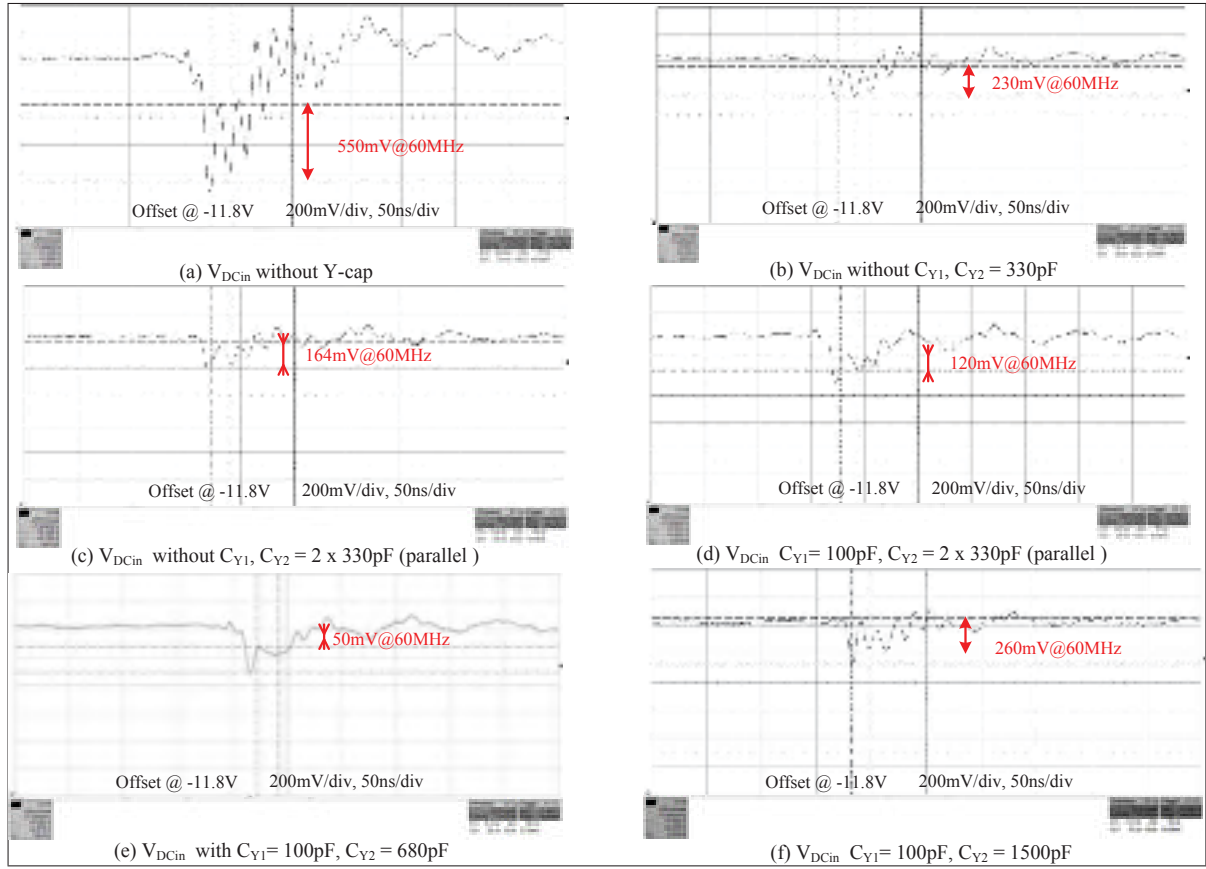 550mV@60MHz
Offset @ -11.8V 200mV/div, 50ns/div
(a) VDCin without Y-cap
230mV@60MHz
Offset @ -11.8V 200mV/div, 50ns/div
(b) VDCin without CY1, CY2 = 330pF
164mV@60MHz
Offset @ -11.8V 200mV/div, 50ns/div
(c) VDCin without CY1, CY2 = 2 x 330pF (parallel )
120mV@60MHz
Offset @ -11.8V 200mV/div, 50ns/div
(d) VDCin CY1= 100pF, CY2 = 2 x 330pF (parallel )
50mV@60MHz
Offset @ -11.8V 200mV/div, 50ns/div
(e) VDCin with CY1= 100pF, CY2 = 680pF
260mV@60MHz
Offset @ -11.8V 200mV/div, 50ns/div
(f) VDCin CY1= 100pF, CY2 = 1500pF